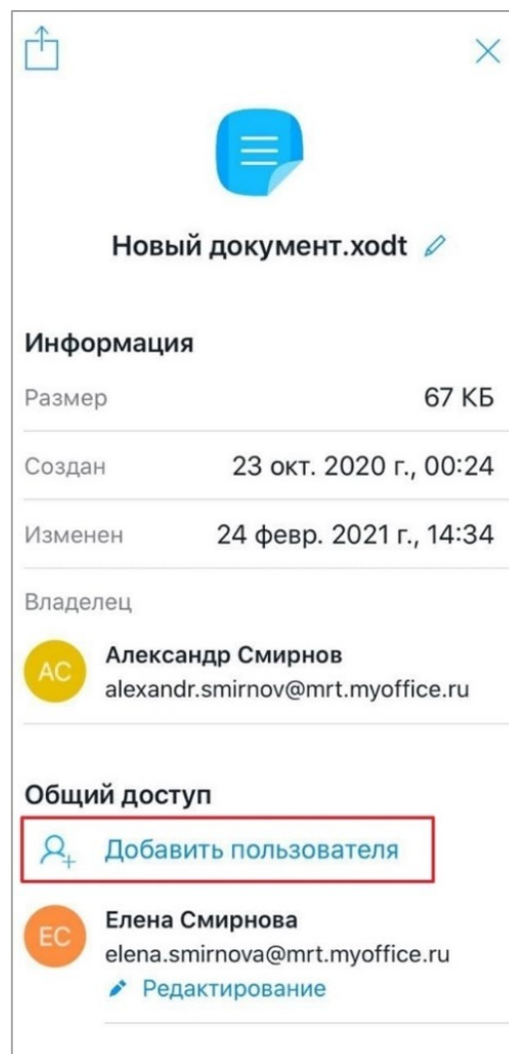 Новый документ.xodt
Информация
Размер 67 КБ
Создан 23 окт. 2020 г., 00:24
Изменен 24 февр. 2021 г., 14:34
Владелец
АС Александр Смирнов
alexandr.smirnov@mrt.myoffice.ru
Общий доступ
Добавить пользователя
ЕС Елена Смирнова
elena.smirnova@mrt.myoffice.ru
Редактирование